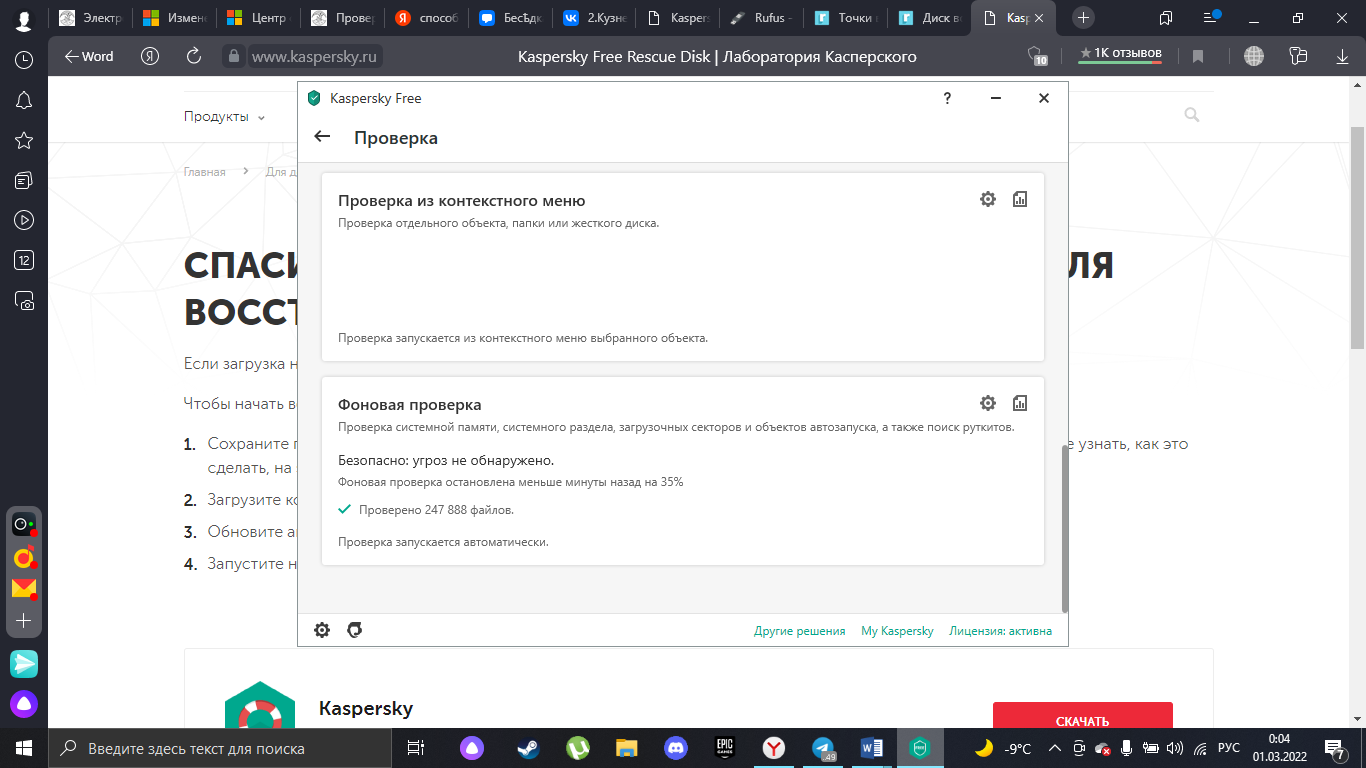 Электр
Измене
Центр
Провер
способ
БесЂдк
2.Кузне
Kaspers
Rufus -
Точки
Диск во
Kasp
Word
www.kaspersky.ru
Kaspersky Free Rescue Disk | Лаборатория Касперского
10
★ 1К отзывов
12
Продукты
Главная
Для д
СПАСИ
ЛЯ
ВОССТ
Если загрузка н
Чтобы начать в
1. Сохраните
е узнать, как это
сделать, на
2. Загрузите ко
3. Обновите а
4. Запустите н
Kaspersky
СКАЧАТЬ
Kaspersky Free
?
Проверка
Проверка из контекстного меню
Проверка отдельного объекта, папки или жесткого диска.
Проверка запускается из контекстного меню выбранного объекта.
Фоновая проверка
Проверка системной памяти, системного раздела, загрузочных секторов и объектов автозапуска, а также поиск руткитов.
Безопасно: угроз не обнаружено.
Фоновая проверка остановлена меньше минуты назад на 35%
Проверено 247 888 файлов.
Проверка запускается автоматически.
Другие решения
My Kaspersky
Лицензия: активна
Введите здесь текст для поиска
EPIC
GAMES
49
FREE
-9°C
РУС
0:04
01.03.2022
7